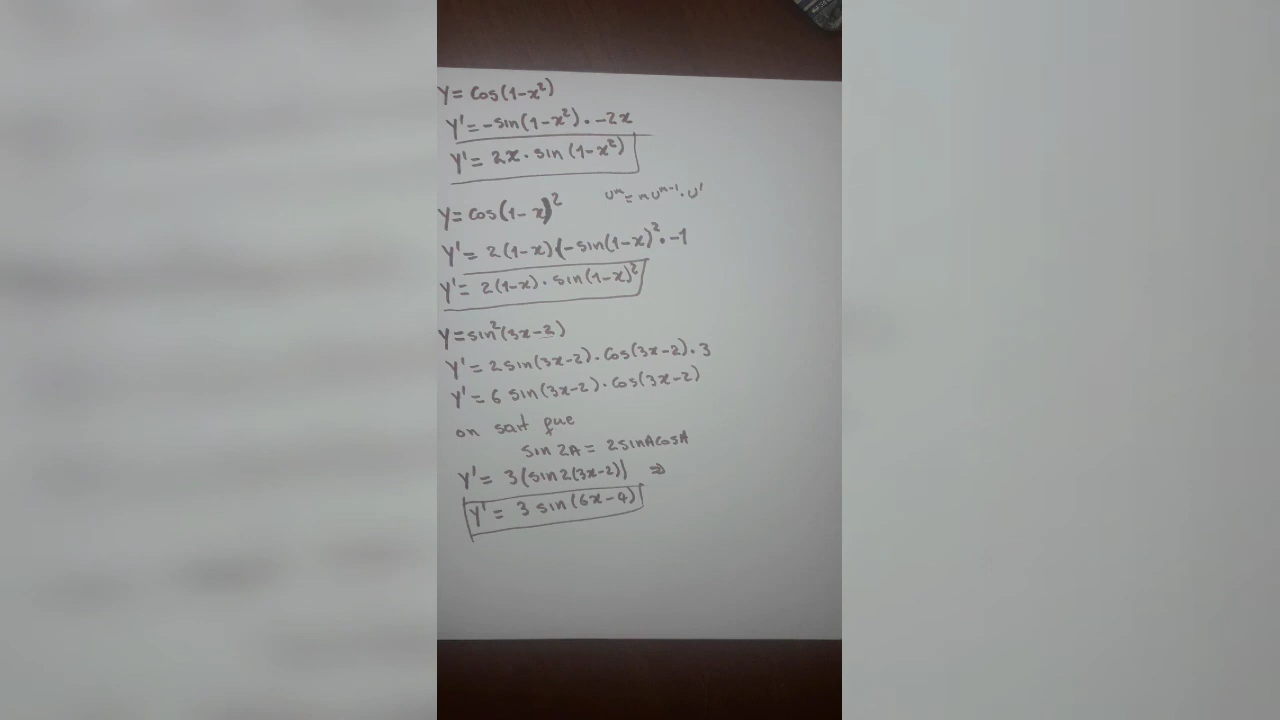 Y = cos(1-x²)
Y' = -sin(1-x²) · -2x
Y' = 2x · sin(1-x²)
Y = cos(1-x)²
uⁿ = n uⁿ⁻¹ · u'
Y' = 2(1-x)(-sin(1-x)² · -1
Y' = 2(1-x) · sin(1-x)²
Y = sin²(3x-2)
Y' = 2sin(3x-2) · cos(3x-2) · 3
Y' = 6 sin(3x-2) · cos(3x-2)
on sait que
sin 2A = 2sinAcosA
Y' = 3(sin2(3x-2)) ⇒
Y' = 3 sin(6x-4)